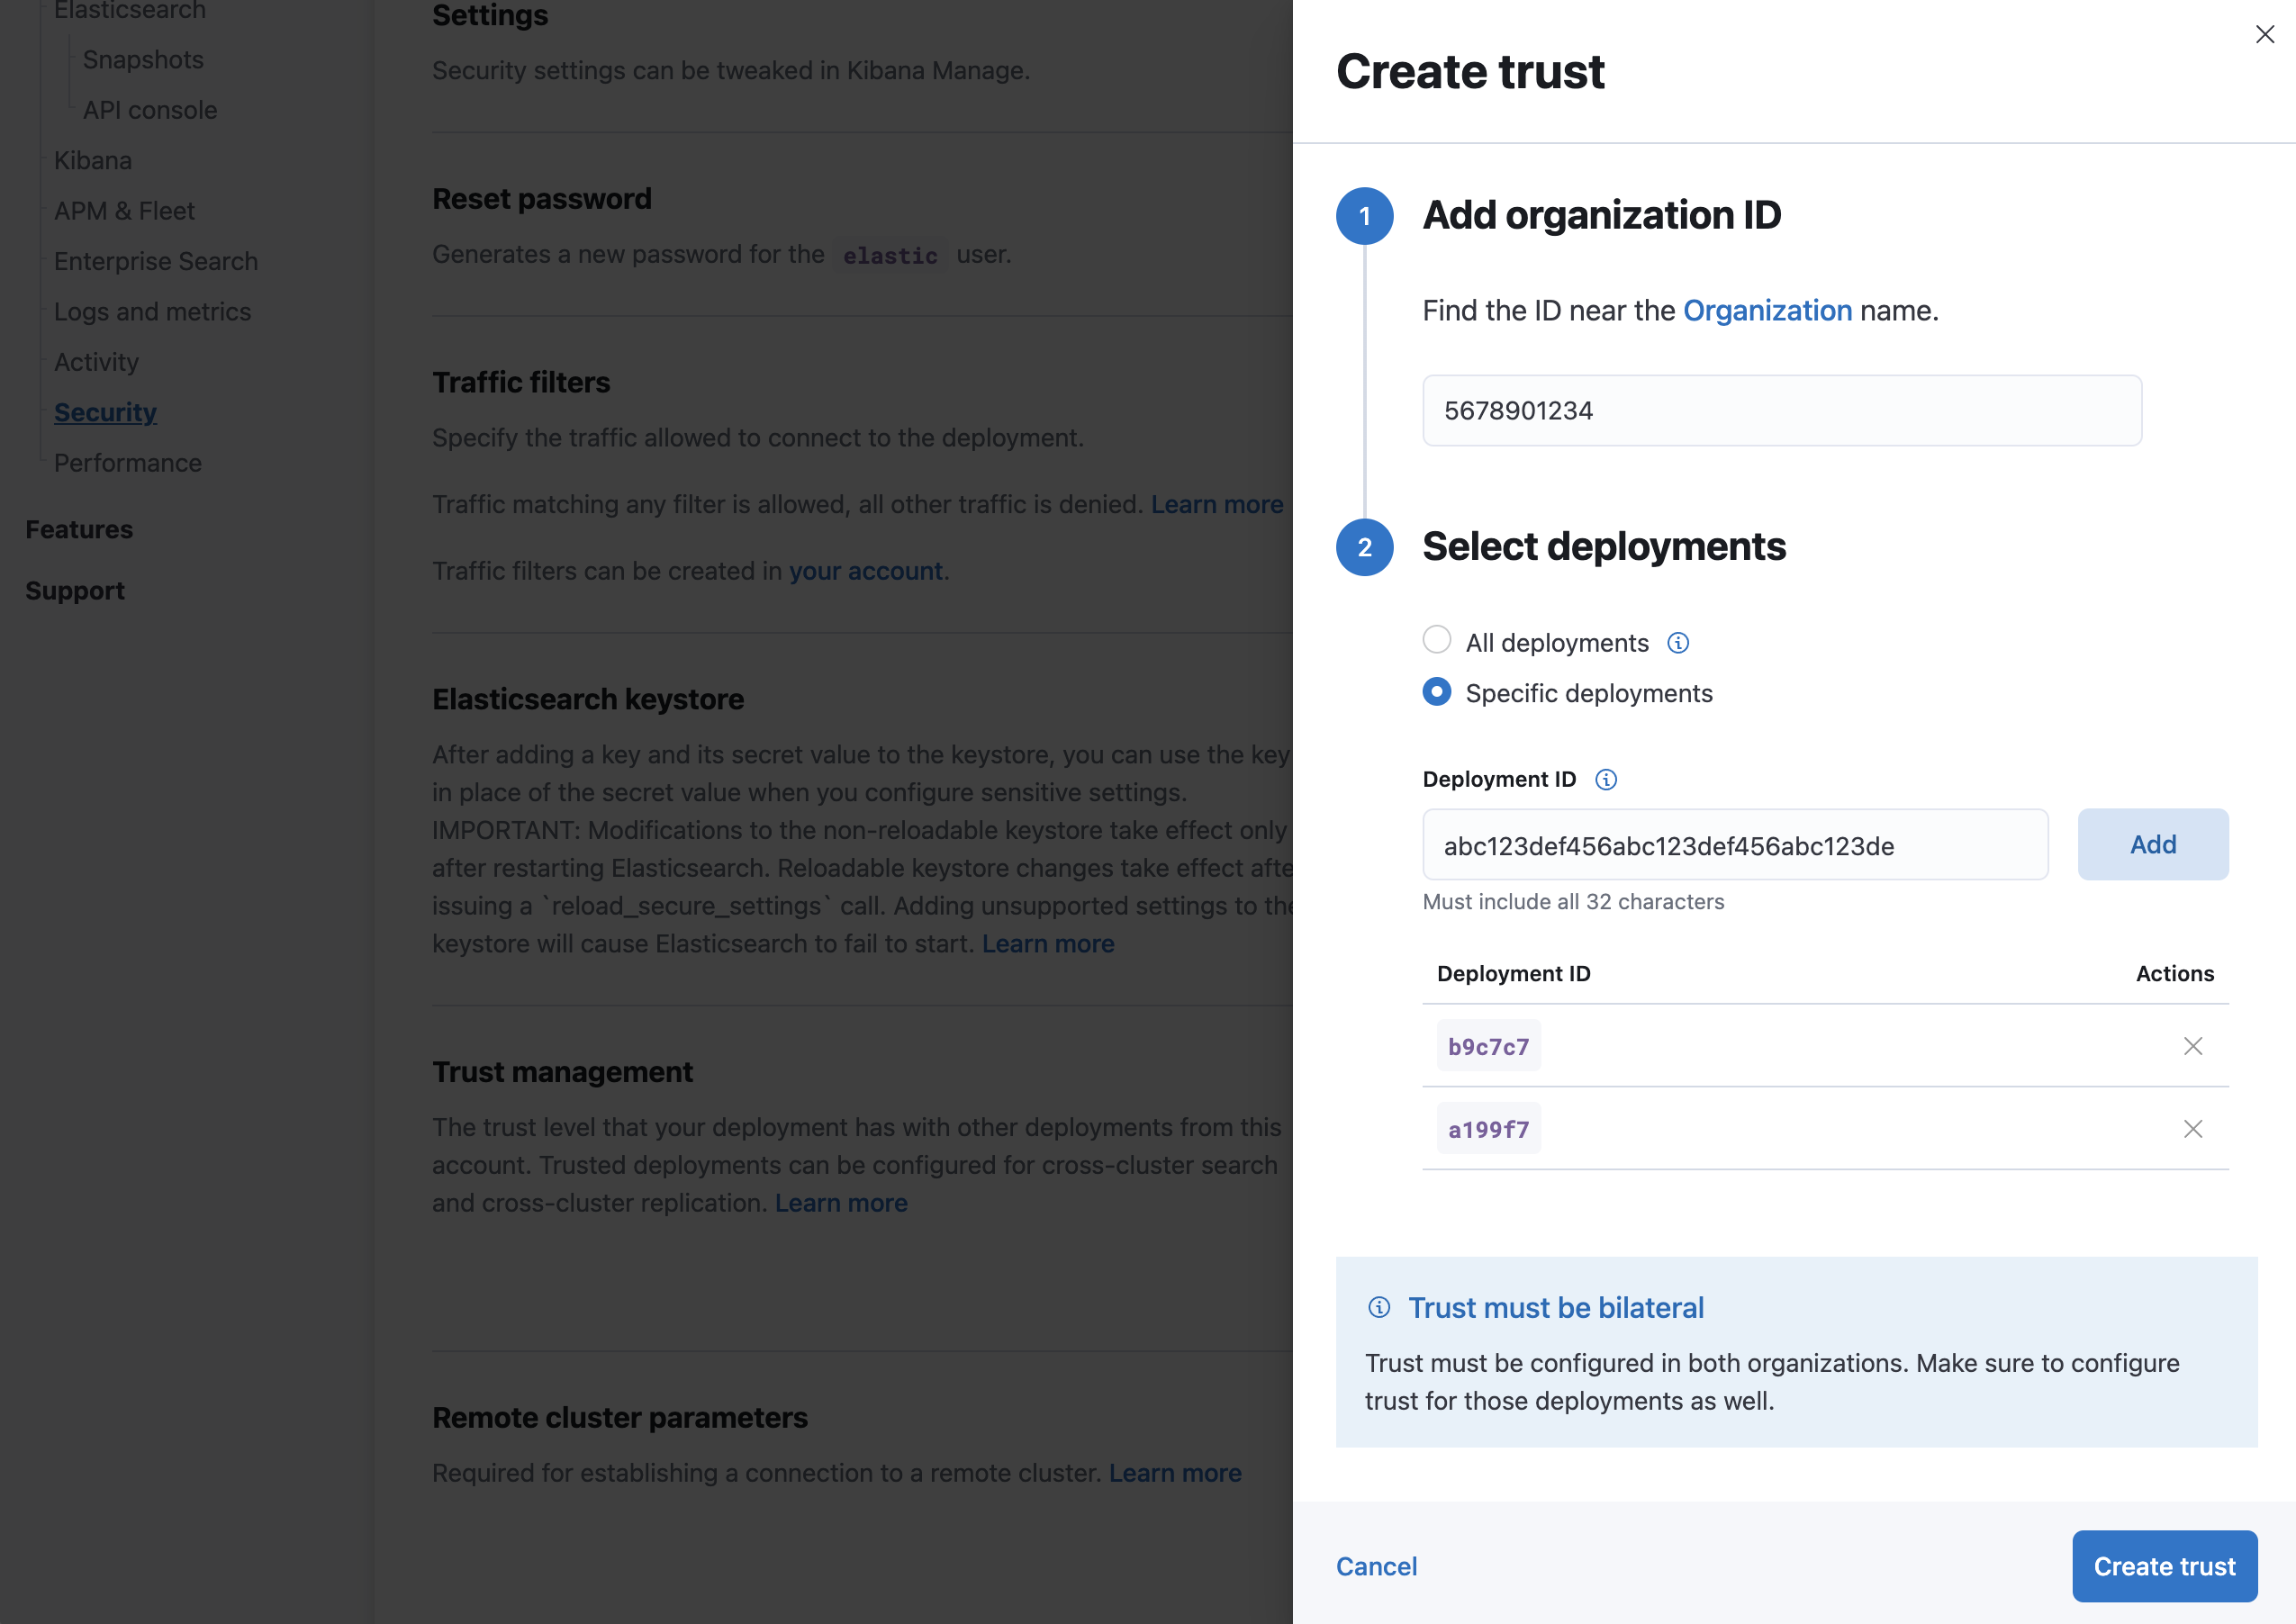 Elasticsearch
Snapshots
API console
Kibana
APM & Fleet
Enterprise Search
Logs and metrics
Activity
Security
Performance
Features
Support
Settings
Security settings can be tweaked in Kibana Manage.
Reset password
Generates a new password for the elastic user.
Traffic filters
Specify the traffic allowed to connect to the deployment.
Traffic matching any filter is allowed, all other traffic is denied. Learn more
Traffic filters can be created in your account.
Elasticsearch keystore
After adding a key and its secret value to the keystore, you can use the key
in place of the secret value when you configure sensitive settings.
IMPORTANT: Modifications to the non-reloadable keystore take effect only
after restarting Elasticsearch. Reloadable keystore changes take effect afte
issuing a `reload_secure_settings` call. Adding unsupported settings to the
keystore will cause Elasticsearch to fail to start. Learn more
Trust management
The trust level that your deployment has with other deployments from this
account. Trusted deployments can be configured for cross-cluster search
and cross-cluster replication. Learn more
Remote cluster parameters
Required for establishing a connection to a remote cluster. Learn more
Create trust
1 Add organization ID
Find the ID near the Organization name.
5678901234
2 Select deployments
All deployments
Specific deployments
Deployment ID
abc123def456abc123def456abc123de
Add
Must include all 32 characters
Deployment ID Actions
b9c7c7
a199f7
Trust must be bilateral
Trust must be configured in both organizations. Make sure to configure
trust for those deployments as well.
Cancel
Create trust